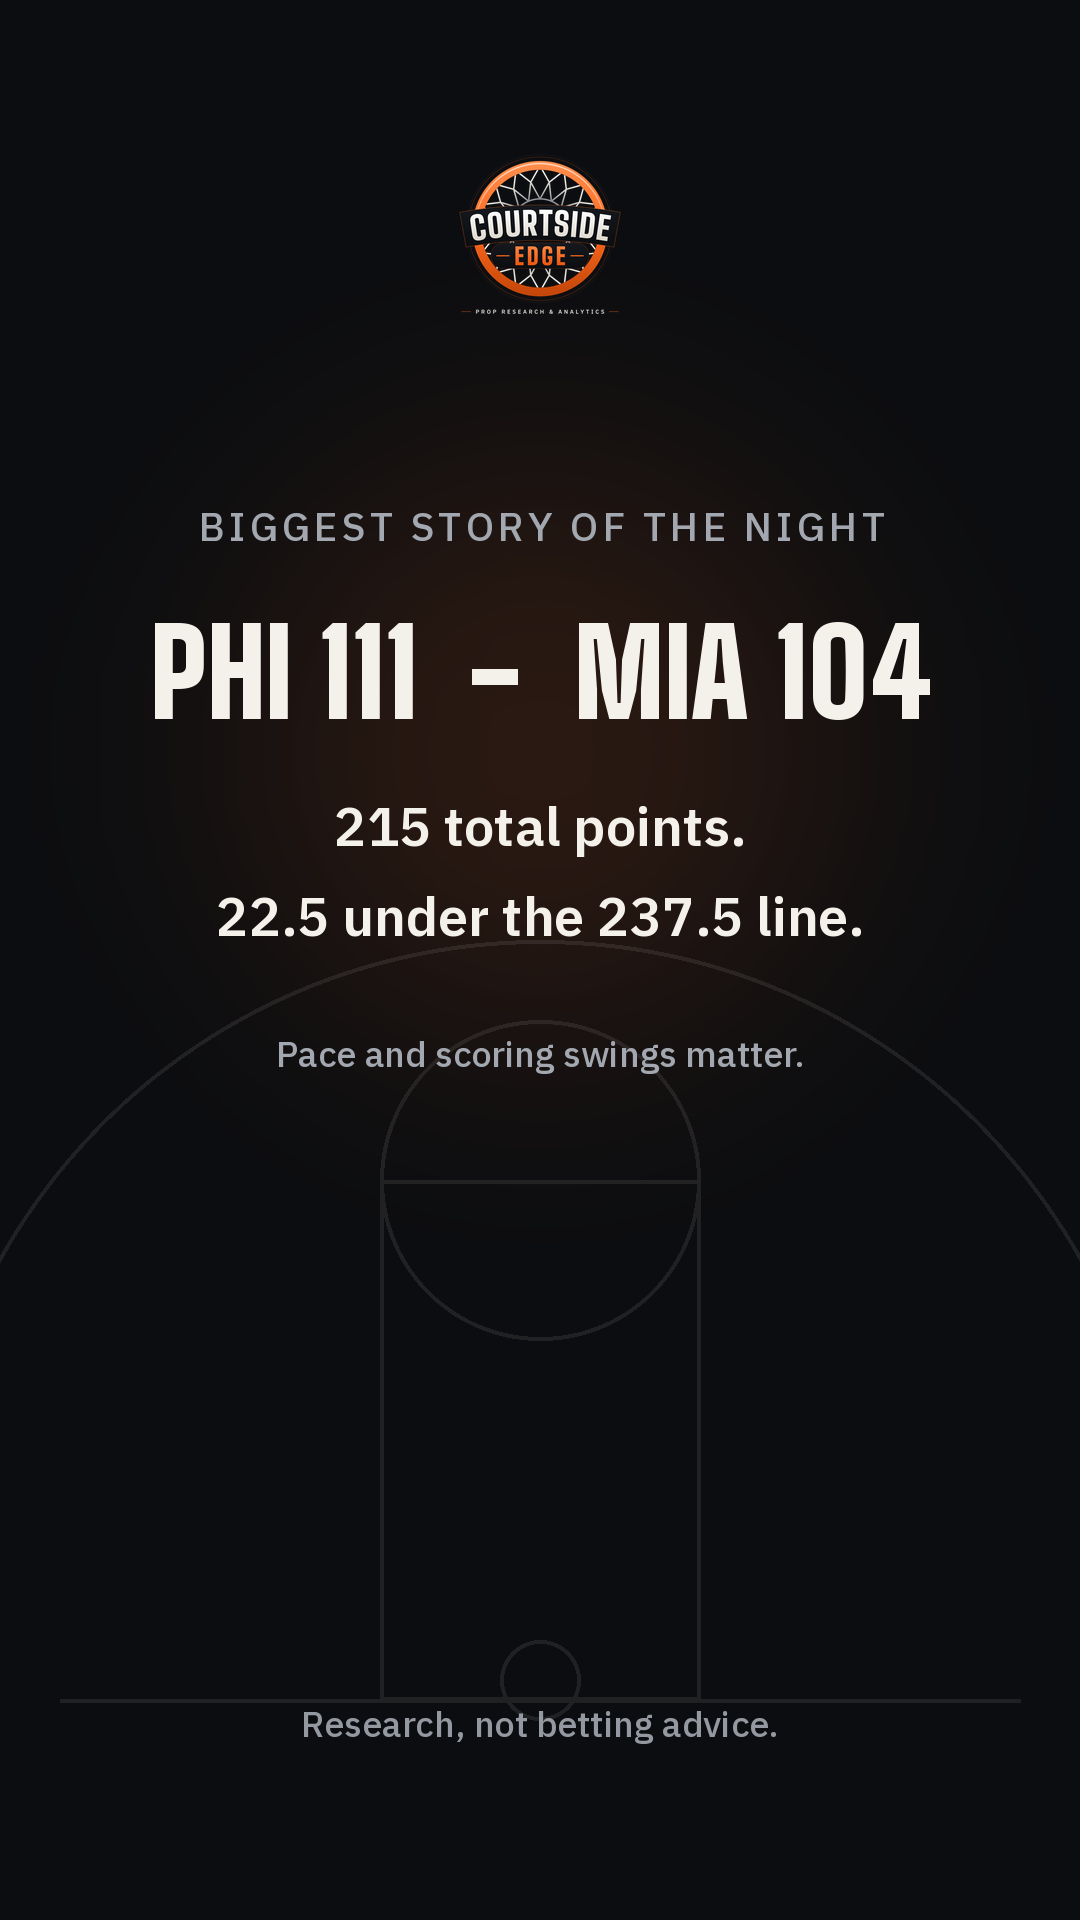 COURTSIDE
EDGE
PROP RESEARCH & ANALYTICS
BIGGEST STORY OF THE NIGHT
PHI 111 – MIA 104
215 total points.
22.5 under the 237.5 line.
Pace and scoring swings matter.
Research, not betting advice.